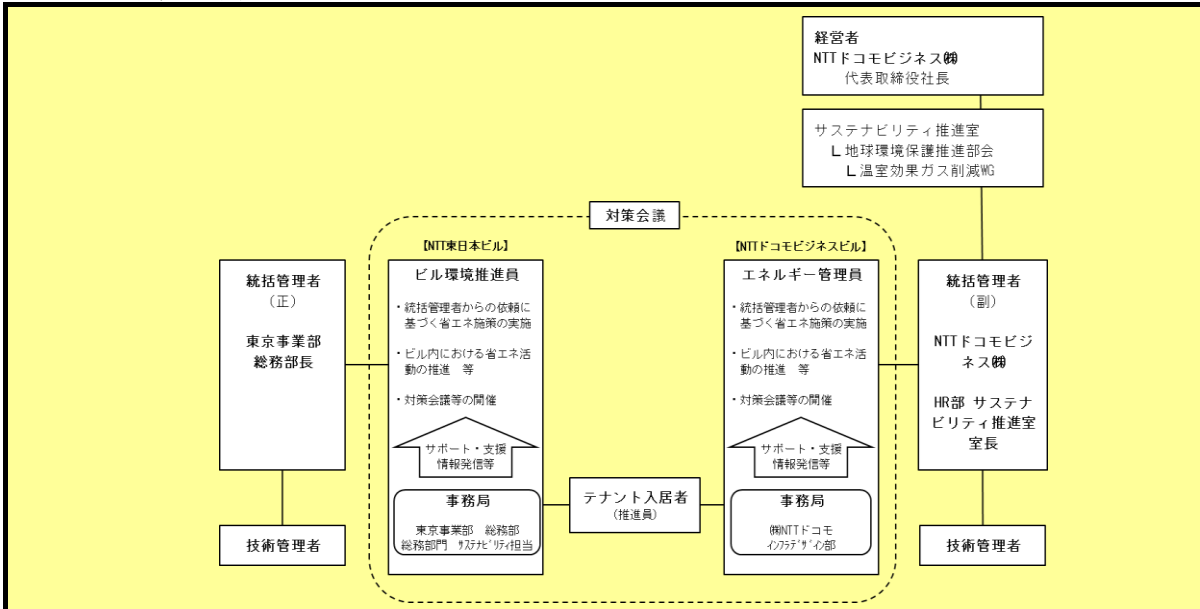 経営者
NTTドコモビジネス㈱
代表取締役社長
サステナビリティ推進室
L 地球環境保護推進部会
L 温室効果ガス削減WG
対策会議
【NTT東日本ビル】
ビル環境推進員
・統括管理者からの依頼に
基づく省エネ施策の実施
・ビル内における省エネ活
動の推進 等
・対策会議等の開催
サポート・支援
情報発信等
事務局
東京事業部 総務部
総務部門 ｻｽﾃﾅﾋﾞﾘﾃｨ担当
【NTTドコモビジネスビル】
エネルギー管理員
・統括管理者からの依頼に
基づく省エネ施策の実施
・ビル内における省エネ活
動の推進 等
・対策会議等の開催
サポート・支援
情報発信等
事務局
㈱NTTドコモ
ｲﾝﾌﾗﾃﾞｻﾞｲﾝ部
統括管理者
（正）
東京事業部
総務部長
技術管理者
テナント入居者
(推進員)
統括管理者
（副）
NTTドコモビジ
ネス㈱
HR部 サステナ
ビリティ推進室
室長
技術管理者